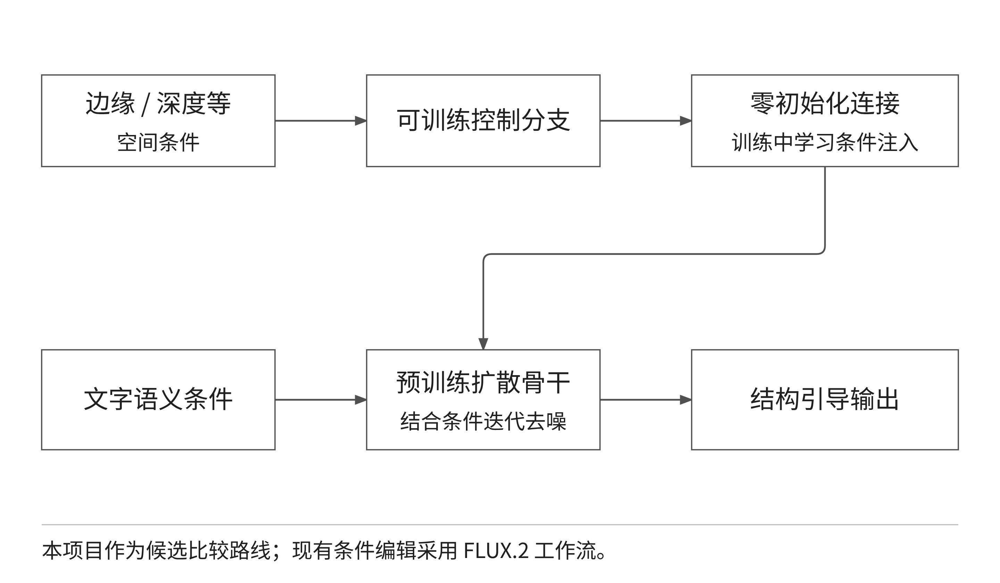 边缘 / 深度等
空间条件
可训练控制分支
零初始化连接
训练中学习条件注入
文字语义条件
预训练扩散骨干
结合条件迭代去噪
结构引导输出
本项目作为候选比较路线；现有条件编辑采用 FLUX.2 工作流。